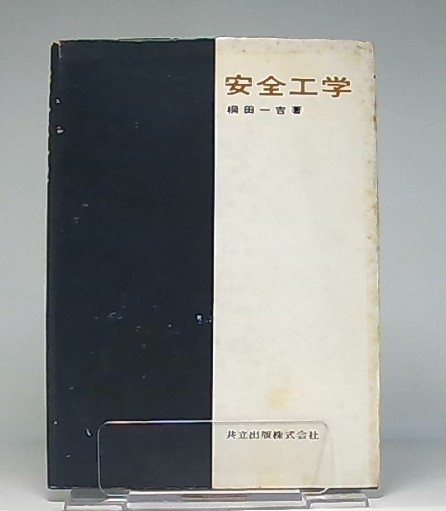 安全工学
桐田一吉著
共立出版株式会社